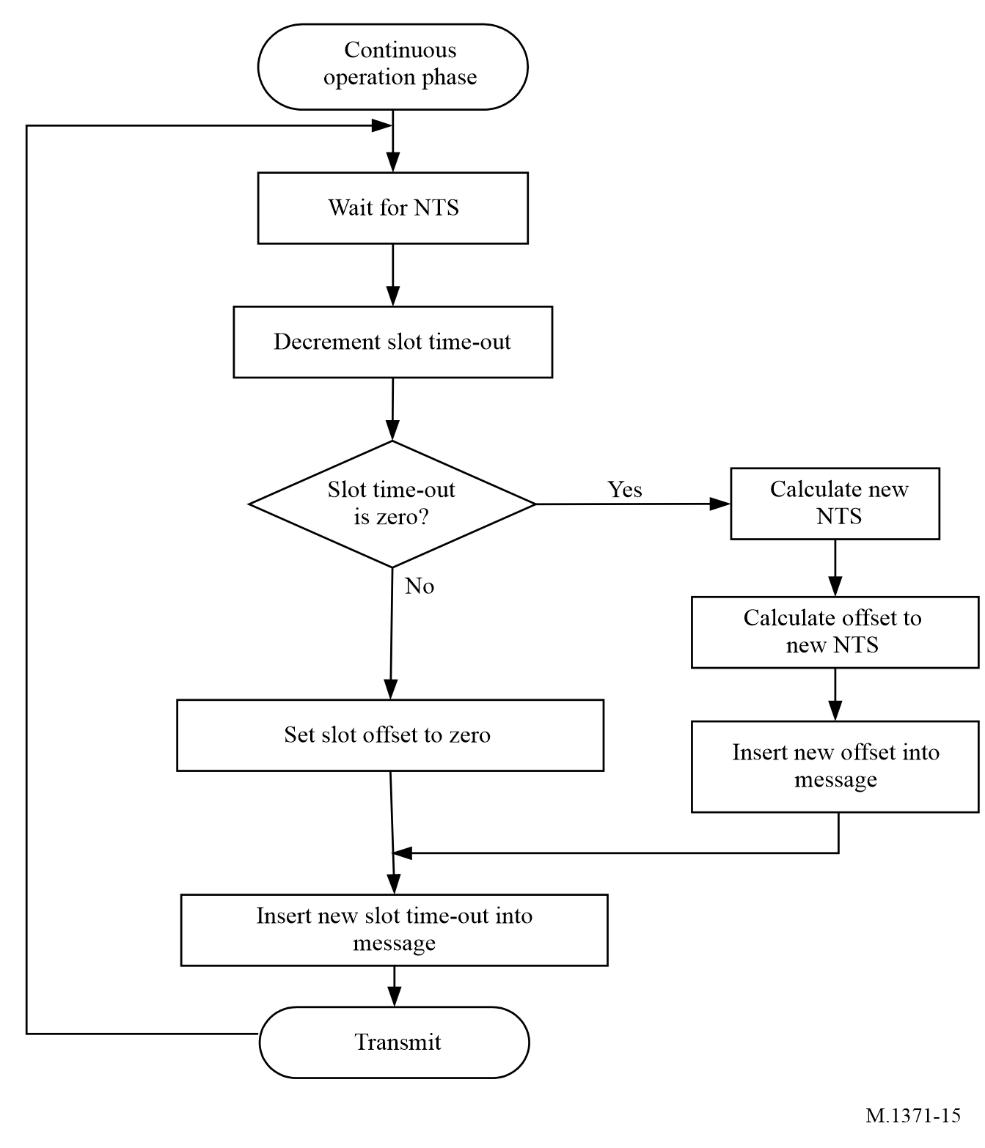 Continuous
operation phase
Wait for NTS
Decrement slot time-out
Slot time-out
is zero?
Yes
No
Calculate new
NTS
Calculate offset to
new NTS
Insert new offset into
message
Set slot offset to zero
Insert new slot time-out into
message
Transmit
M.1371-15